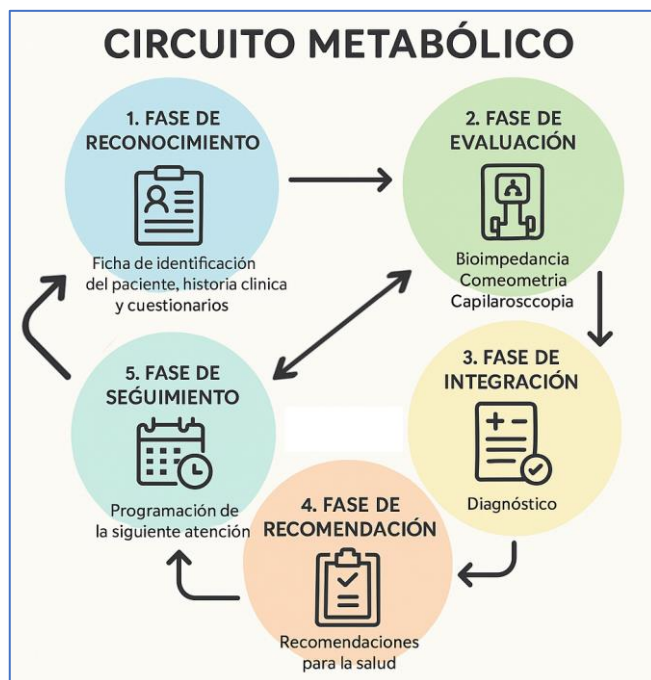 CIRCUITO METABÓLICO
1. FASE DE
RECONOCIMIENTO
Ficha de identificación
del paciente, historia clinica
y cuestionarios
2. FASE DE
EVALUACIÓN
Bioimpedancia
Comeometria
Capilarosccopia
3. FASE DE
INTEGRACIÓN
Diagnóstico
4. FASE DE
RECOMENDACIÓN
Recomendaciones
para la salud
5. FASE DE
SEǴUIMIENTO
Programación de
la siguiente atención